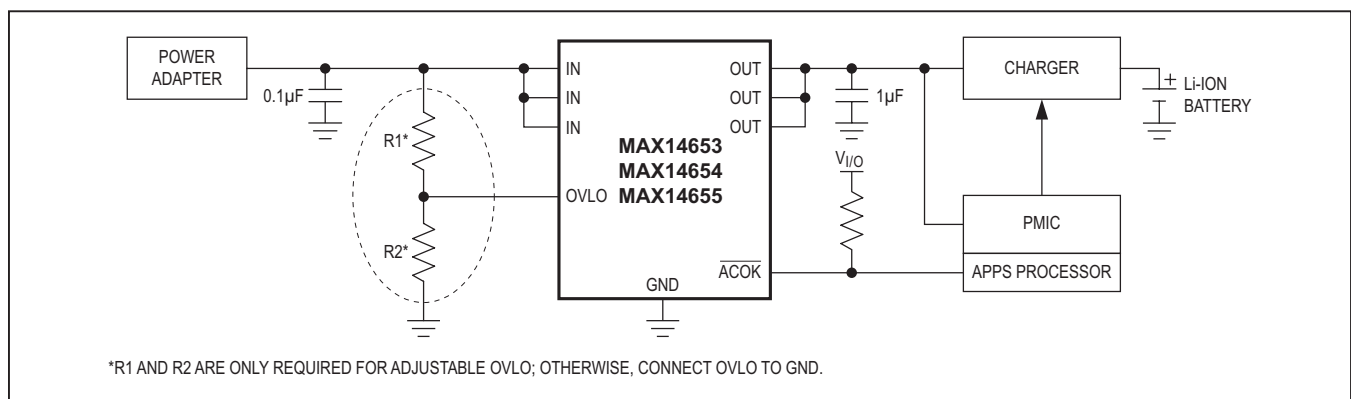 POWER
ADAPTER
0.1µF
R1*
R2*
IN
IN
IN
OVLO
MAX14653
MAX14654
MAX14655
GND
OUT
OUT
OUT
ACOK
1µF
VI/O
CHARGER
+
Li-ION
BATTERY
PMIC
APPS PROCESSOR
*R1 AND R2 ARE ONLY REQUIRED FOR ADJUSTABLE OVLO; OTHERWISE, CONNECT OVLO TO GND.